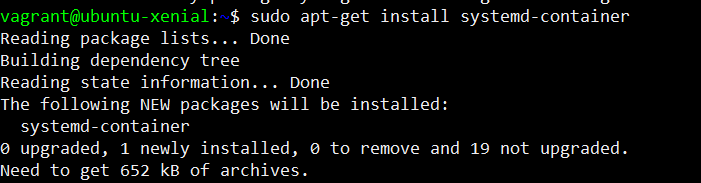 vagrant@ubuntu-xenial:~$ sudo apt-get install systemd-container
Reading package lists... Done
Building dependency tree
Reading state information... Done
The following NEW packages will be installed:
systemd-container
0 upgraded, 1 newly installed, 0 to remove and 19 not upgraded.
Need to get 652 kB of archives.